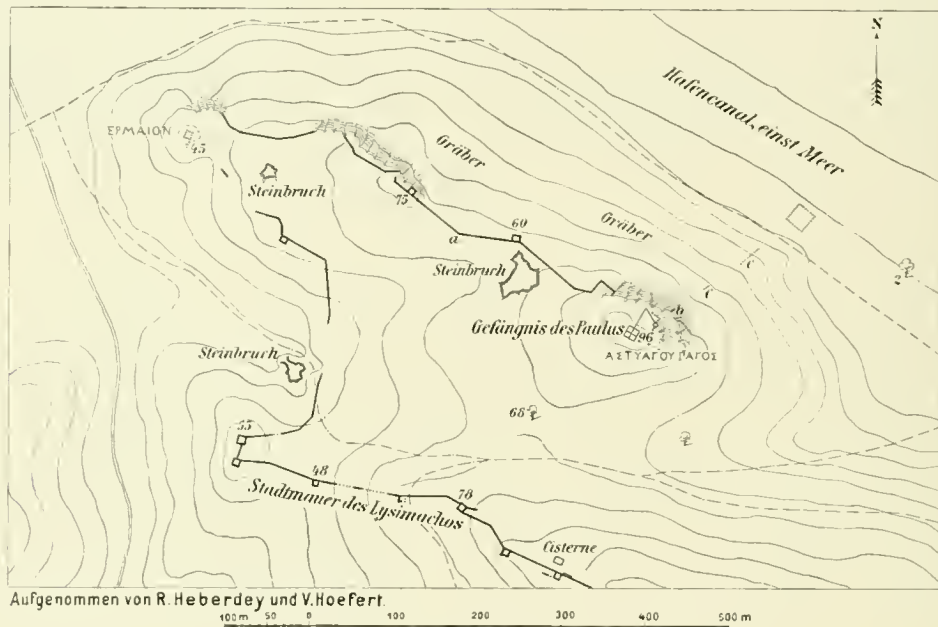 N
Hafencanal, einst Meer
ΕΡΜΑΙΟΝ
45
Gräber
Steinbruch
75
60
Gräber
a
c
Steinbruch
2
c
b
Gefängnis des Paulus
96
ΑΣΤΥΑΓΟΥ ΠΑΓΟΣ
Steinbruch
68
55
48
78
Stadtmauer des Lysimachos
Cisterne
Aufgenommen von R. Heberdey und V. Hoefert.
100 m 50 0 100 200 300 400 500 m